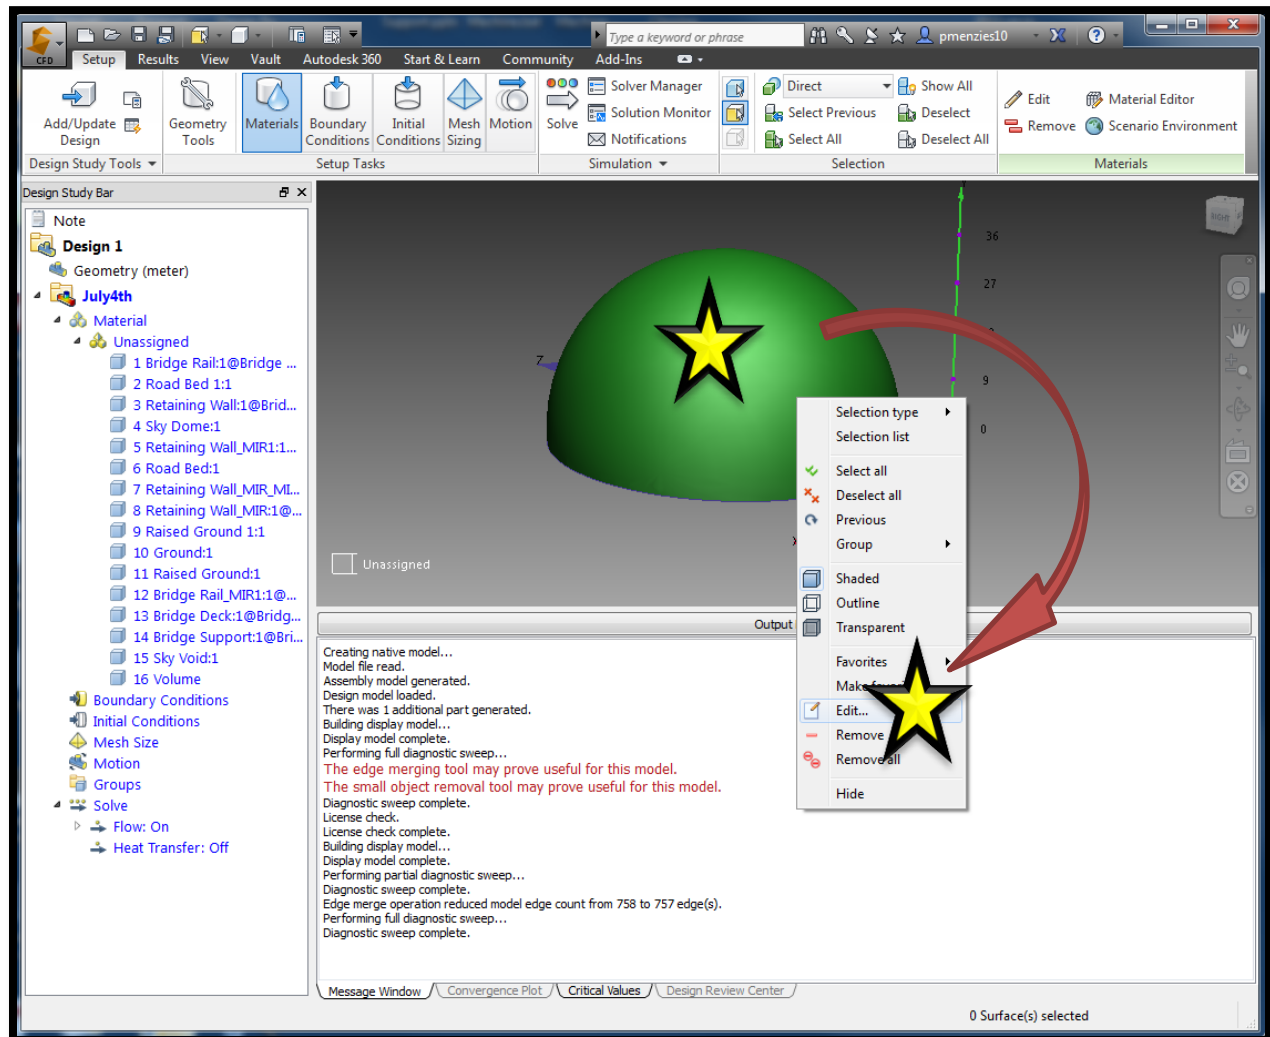 Type a keyword or phrase
pmenzies10
CFD
Setup Results View Vault Autodesk 360 Start & Learn Community Add-Ins
Add/Update
Design
Geometry
Tools
Materials
Boundary
Conditions
Initial
Conditions
Mesh
Sizing
Motion
Solve
Solver Manager
Solution Monitor
Notifications
Direct
Select Previous
Select All
Show All
Deselect
Deselect All
Edit
Remove
Material Editor
Scenario Environment
Design Study Tools Setup Tasks Simulation Selection Materials
Design Study Bar
Note
Design 1
Geometry (meter)
July4th
Material
Unassigned
1 Bridge Rail:1@Bridge ...
2 Road Bed 1:1
3 Retaining Wall:1@Brid...
4 Sky Dome:1
5 Retaining Wall_MIR1:1...
6 Road Bed:1
7 Retaining Wall_MIR_MI...
8 Retaining Wall_MIR:1@...
9 Raised Ground 1:1
10 Ground:1
11 Raised Ground:1
12 Bridge Rail_MIR1:1@...
13 Bridge Deck:1@Bridg...
14 Bridge Support:1@Bri...
15 Sky Void:1
16 Volume
Boundary Conditions
Initial Conditions
Mesh Size
Motion
Groups
Solve
Flow: On
Heat Transfer: Off
36
27
9
0
Z
Unassigned
Selection type
Selection list
Select all
Deselect all
Previous
Group
Shaded
Outline
Transparent
Favorites
Make
Edit...
Remove
Remove all
Hide
Output
Creating native model...
Model file read.
Assembly model generated.
Design model loaded.
There was 1 additional part generated.
Building display model...
Display model complete.
Performing full diagnostic sweep...
The edge merging tool may prove useful for this model.
The small object removal tool may prove useful for this model.
Diagnostic sweep complete.
License check.
License check complete.
Building display model...
Display model complete.
Performing partial diagnostic sweep...
Diagnostic sweep complete.
Edge merge operation reduced model edge count from 758 to 757 edge(s).
Performing full diagnostic sweep...
Diagnostic sweep complete.
Message Window Convergence Plot Critical Values Design Review Center
0 Surface(s) selected